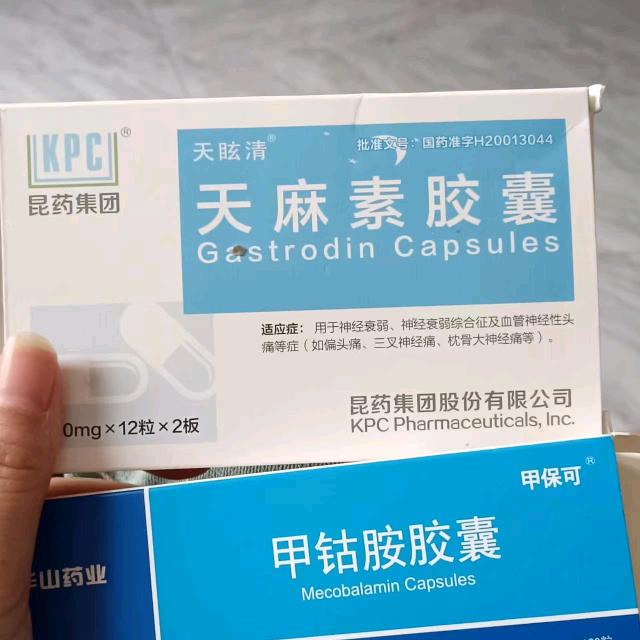 KPC®
昆药集团
天眩清®
批准文号：国药准字H20013044
天麻素胶囊
Gastrodin Capsules
适应症：用于神经衰弱、神经衰弱综合征及血管神经性头
痛等症（如偏头痛、三叉神经痛、枕骨大神经痛等）。
0mg×12粒×2板
昆药集团股份有限公司
KPC Pharmaceuticals, Inc.
甲保可®
山药业
甲钴胺胶囊
Mecobalamin Capsules